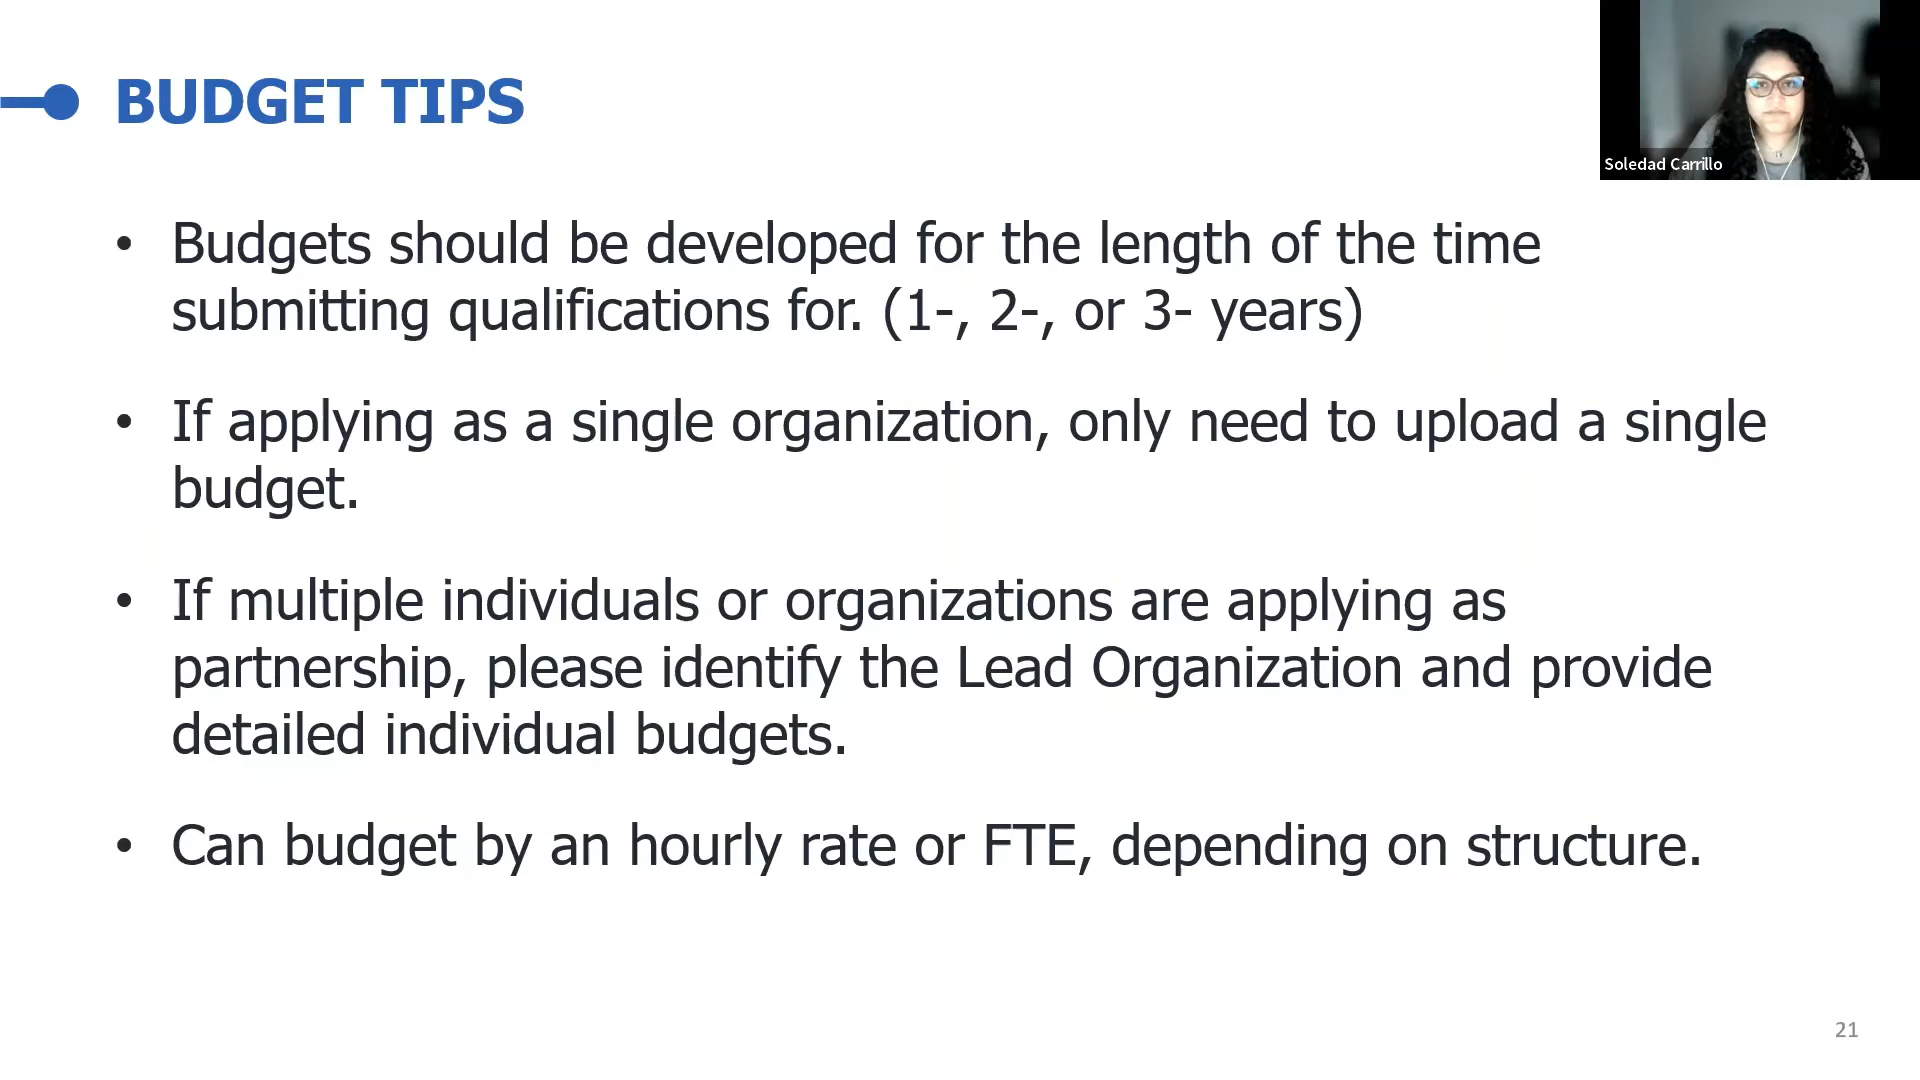 BUDGET TIPS
Soledad Carrillo
• Budgets should be developed for the length of the time
submitting qualifications for. (1-, 2-, or 3- years)
• If applying as a single organization, only need to upload a single
budget.
• If multiple individuals or organizations are applying as
partnership, please identify the Lead Organization and provide
detailed individual budgets.
• Can budget by an hourly rate or FTE, depending on structure.
21